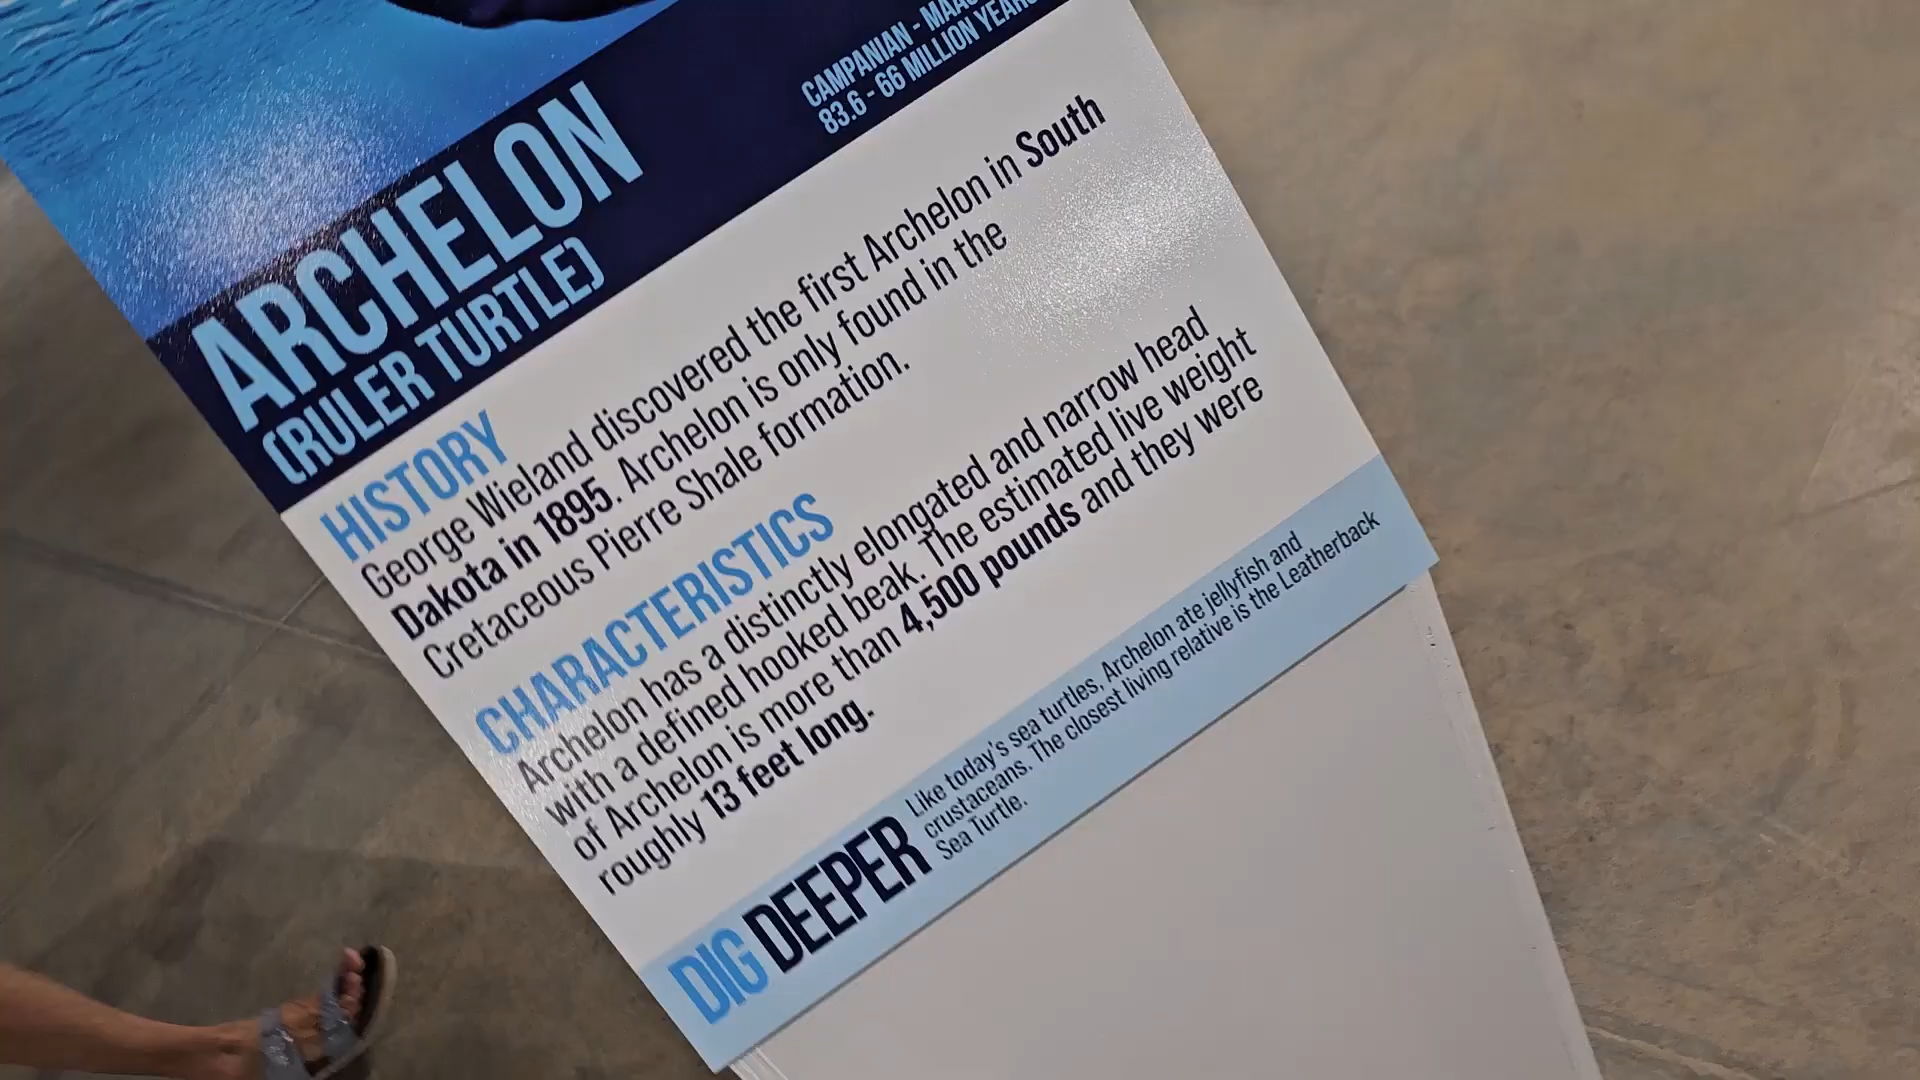 CAMPANIAN -
83.6 - 66 MILLION YEARS
ARCHELON
(RULER TURTLE)
HISTORY
George Wieland discovered the first Archelon in South
Dakota in 1895. Archelon is only found in the
Cretaceous Pierre Shale formation.
CHARACTERISTICS
Archelon has a distinctly elongated and narrow head
with a defined hooked beak. The estimated live weight
of Archelon is more than 4,500 pounds and they were
roughly 13 feet long.
DIG DEEPER
Like today's sea turtles, Archelon ate jellyfish and
crustaceans. The closest living relative is the Leatherback
Sea Turtle.